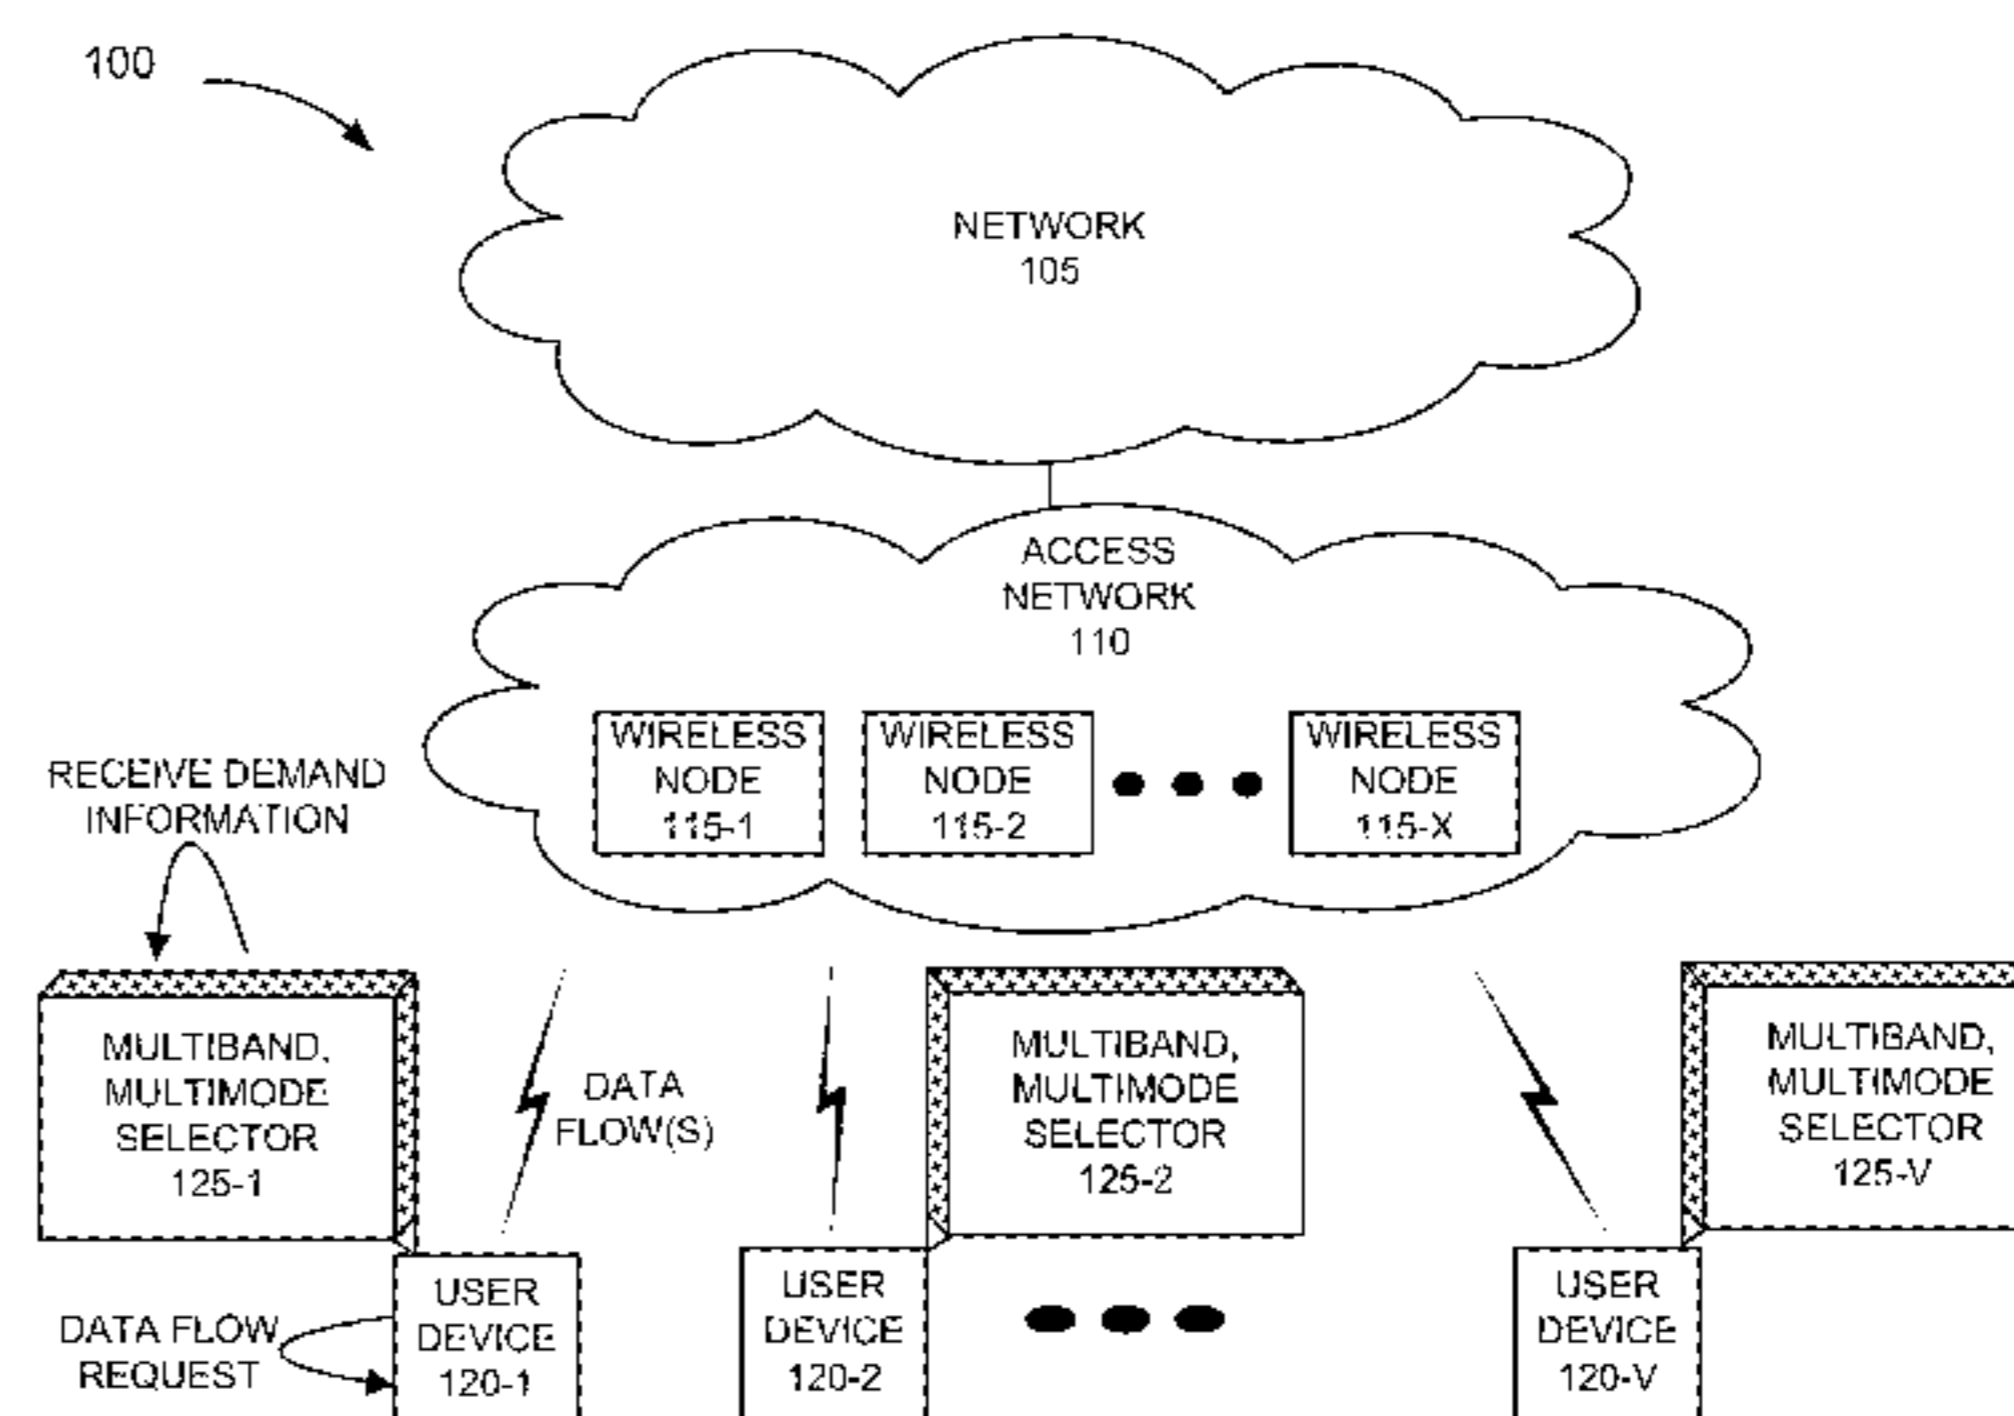 100
NETWORK
105
ACCESS
NETWORK
110
WIRELESS
NODE
115-1
WIRELESS
NODE
115-2
WIRELESS
NODE
115-X
RECEIVE DEMAND
INFORMATION
MULTIBAND,
MULTIMODE
SELECTOR
125-1
DATA
FLOW(S)
MULTIBAND,
MULTIMODE
SELECTOR
125-2
MULTIBAND,
MULTIMODE
SELECTOR
125-V
DATA FLOW
REQUEST
USER
DEVICE
120-1
USER
DEVICE
120-2
USER
DEVICE
120-V